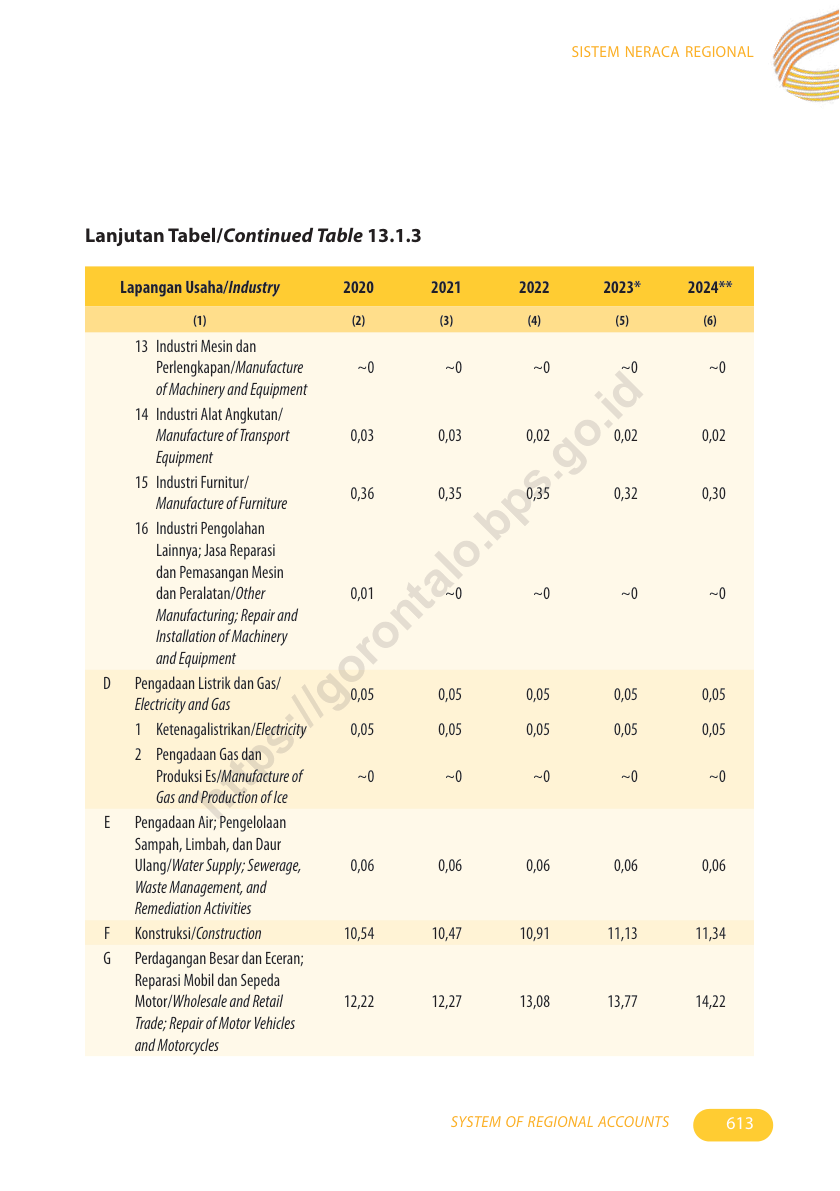 SISTEM NERACA REGIONAL
Lanjutan Tabel/Continued Table 13.1.3
Lapangan Usaha/Industry 2020 2021 2022 2023* 2024**
(1) (2) (3) (4) (5) (6)
13 Industri Mesin dan
Perlengkapan/Manufacture ~0 ~0 ~0 ~0 ~0
of Machinery and Equipment
14 Industri Alat Angkutan/
Manufacture of Transport 0,03 0,03 0,02 0,02 0,02
Equipment
15 Industri Furnitur/
Manufacture of Furniture 0,36 0,35 0,35 0,32 0,30
16 Industri Pengolahan
Lainnya; Jasa Reparasi
dan Pemasangan Mesin
dan Peralatan/Other 0,01 ~0 ~0 ~0 ~0
Manufacturing; Repair and
Installation of Machinery
and Equipment
D Pengadaan Listrik dan Gas/
Electricity and Gas 0,05 0,05 0,05 0,05 0,05
1 Ketenagalistrikan/Electricity 0,05 0,05 0,05 0,05 0,05
2 Pengadaan Gas dan
Produksi Es/Manufacture of ~0 ~0 ~0 ~0 ~0
Gas and Production of Ice
E Pengadaan Air; Pengelolaan
Sampah, Limbah, dan Daur
Ulang/Water Supply; Sewerage, 0,06 0,06 0,06 0,06 0,06
Waste Management, and
Remediation Activities
F Konstruksi/Construction 10,54 10,47 10,91 11,13 11,34
G Perdagangan Besar dan Eceran;
Reparasi Mobil dan Sepeda
Motor/Wholesale and Retail 12,22 12,27 13,08 13,77 14,22
Trade; Repair of Motor Vehicles
and Motorcycles
https://gorontalo.bps.go.id
SYSTEM OF REGIONAL ACCOUNTS 613